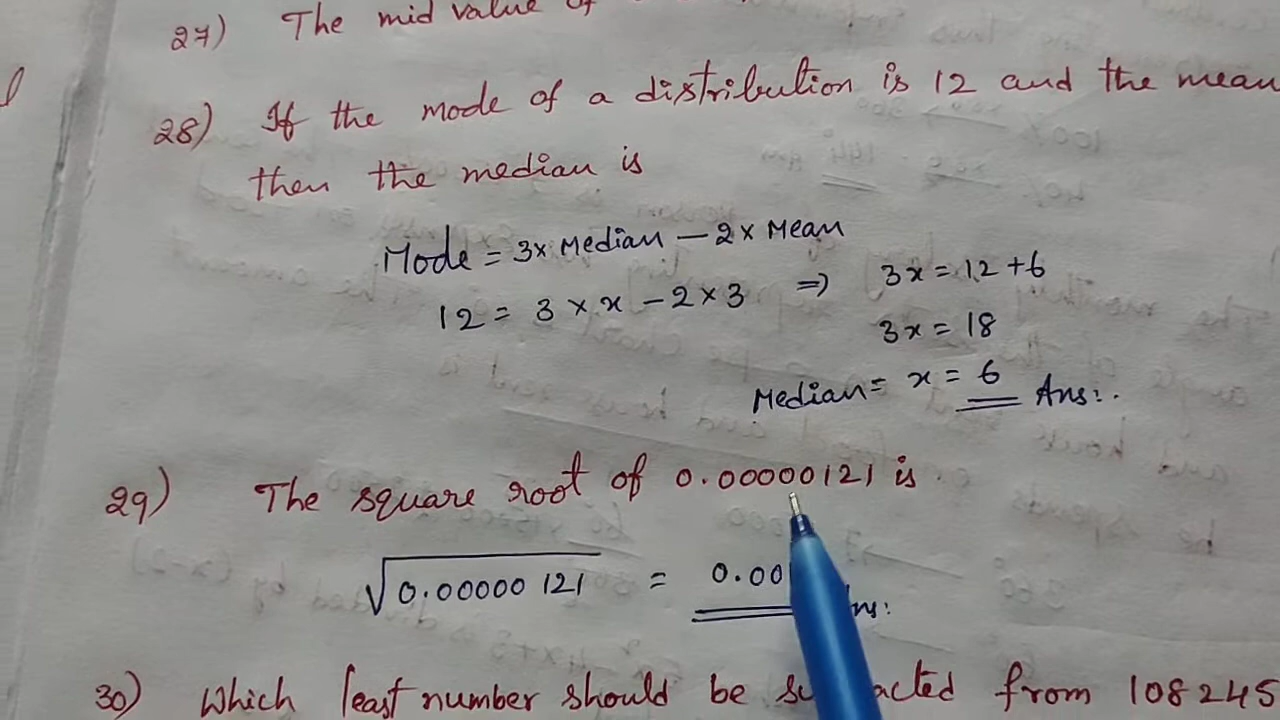 27) The mid value of
28) If the mode of a distribution is 12 and the mean
then the median is
Mode = 3x Median — 2x Mean
12 = 3 × x - 2 × 3 ⇒ 3x = 12 + 6
3x = 18
Median = x = 6 Ans:.
29) The square root of 0.00000121 is.
√0.00000121 = 0.00
30) Which least number should be from 108245